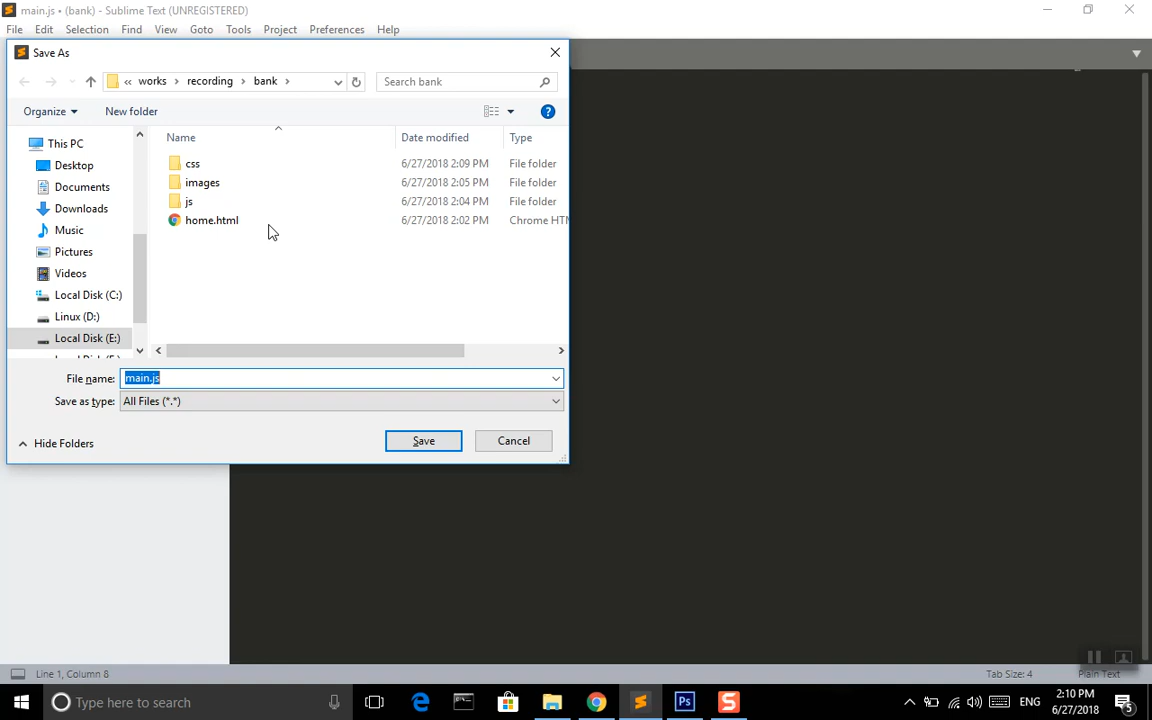 main.js • (bank) - Sublime Text (UNREGISTERED)
File Edit Selection Find View Goto Tools Project Preferences Help
Save As
« works › recording › bank › Search bank
Organize New folder
Name Date modified Type
This PC
Desktop
Documents
Downloads
Music
Pictures
Videos
Local Disk (C:)
Linux (D:)
Local Disk (E:)
css 6/27/2018 2:09 PM File folder
images 6/27/2018 2:05 PM File folder
js 6/27/2018 2:04 PM File folder
home.html 6/27/2018 2:02 PM Chrome HTM
File name: main.js
Save as type: All Files (*.*)
Hide Folders Save Cancel
Line 1, Column 8 Tab Size: 4 Plain Text
Type here to search ENG 2:10 PM
6/27/2018 5